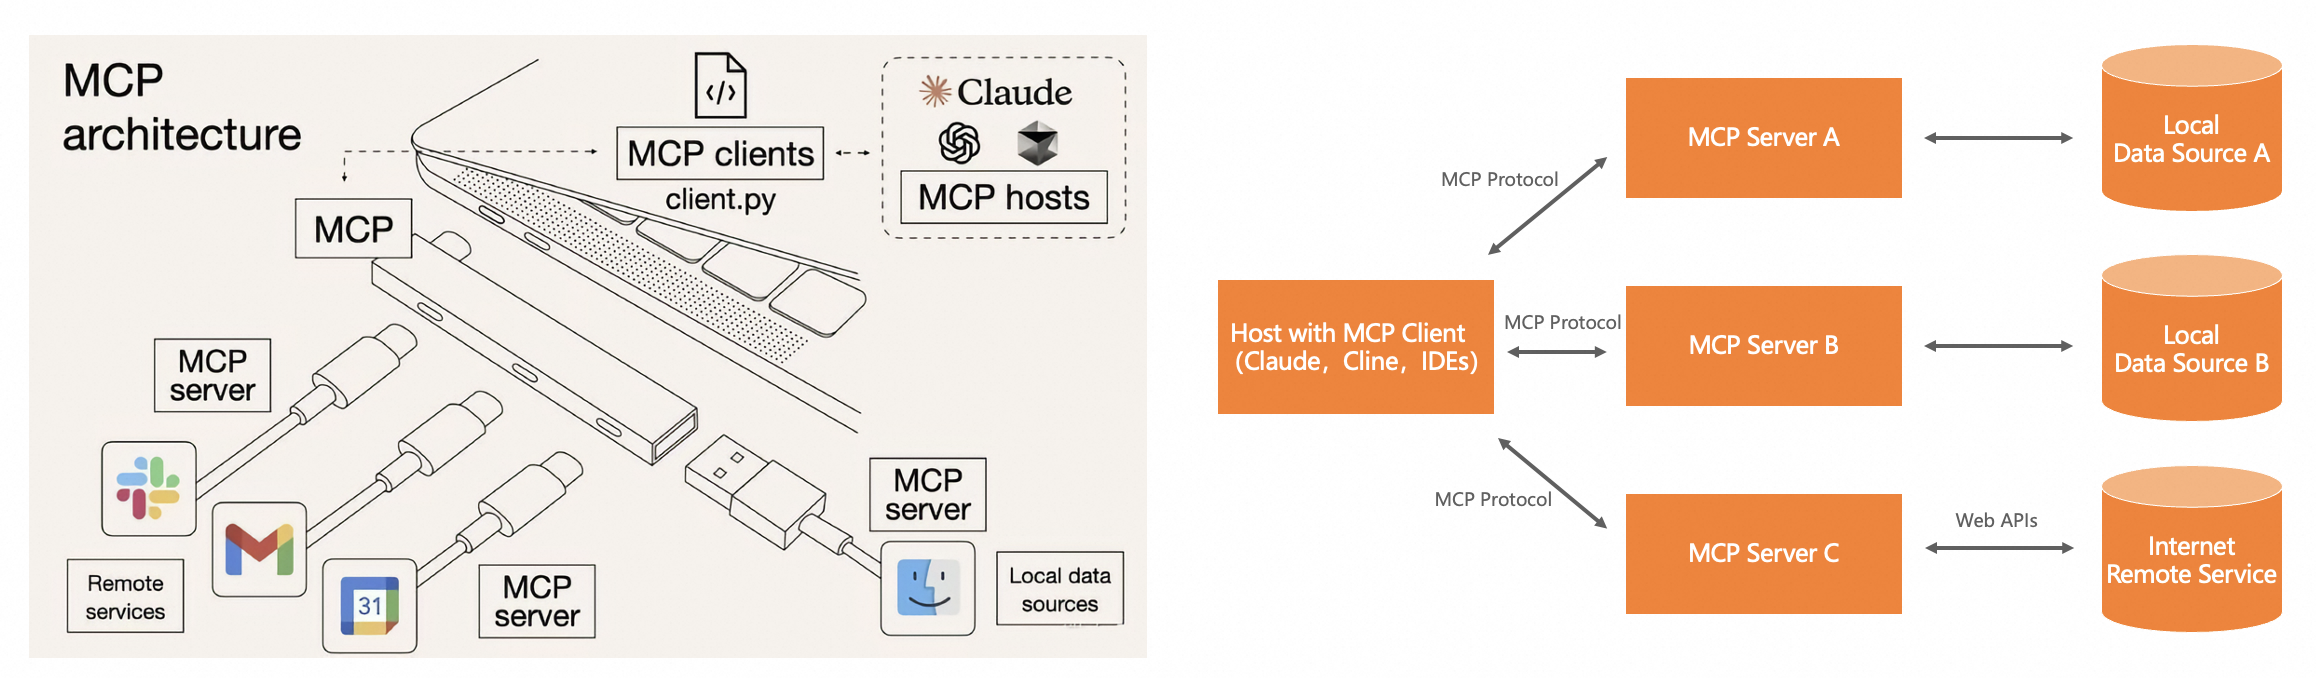 MCP
architecture
MCP clients
client.py
Claude
MCP hosts
MCP
MCP
server
Remote
services
31
MCP
server
MCP
server
Local data
sources
Host with MCP Client
(Claude，Cline，IDEs)
MCP Protocol
MCP Protocol
MCP Protocol
MCP Server A
MCP Server B
MCP Server C
Web APIs
Local
Data Source A
Local
Data Source B
Internet
Remote Service